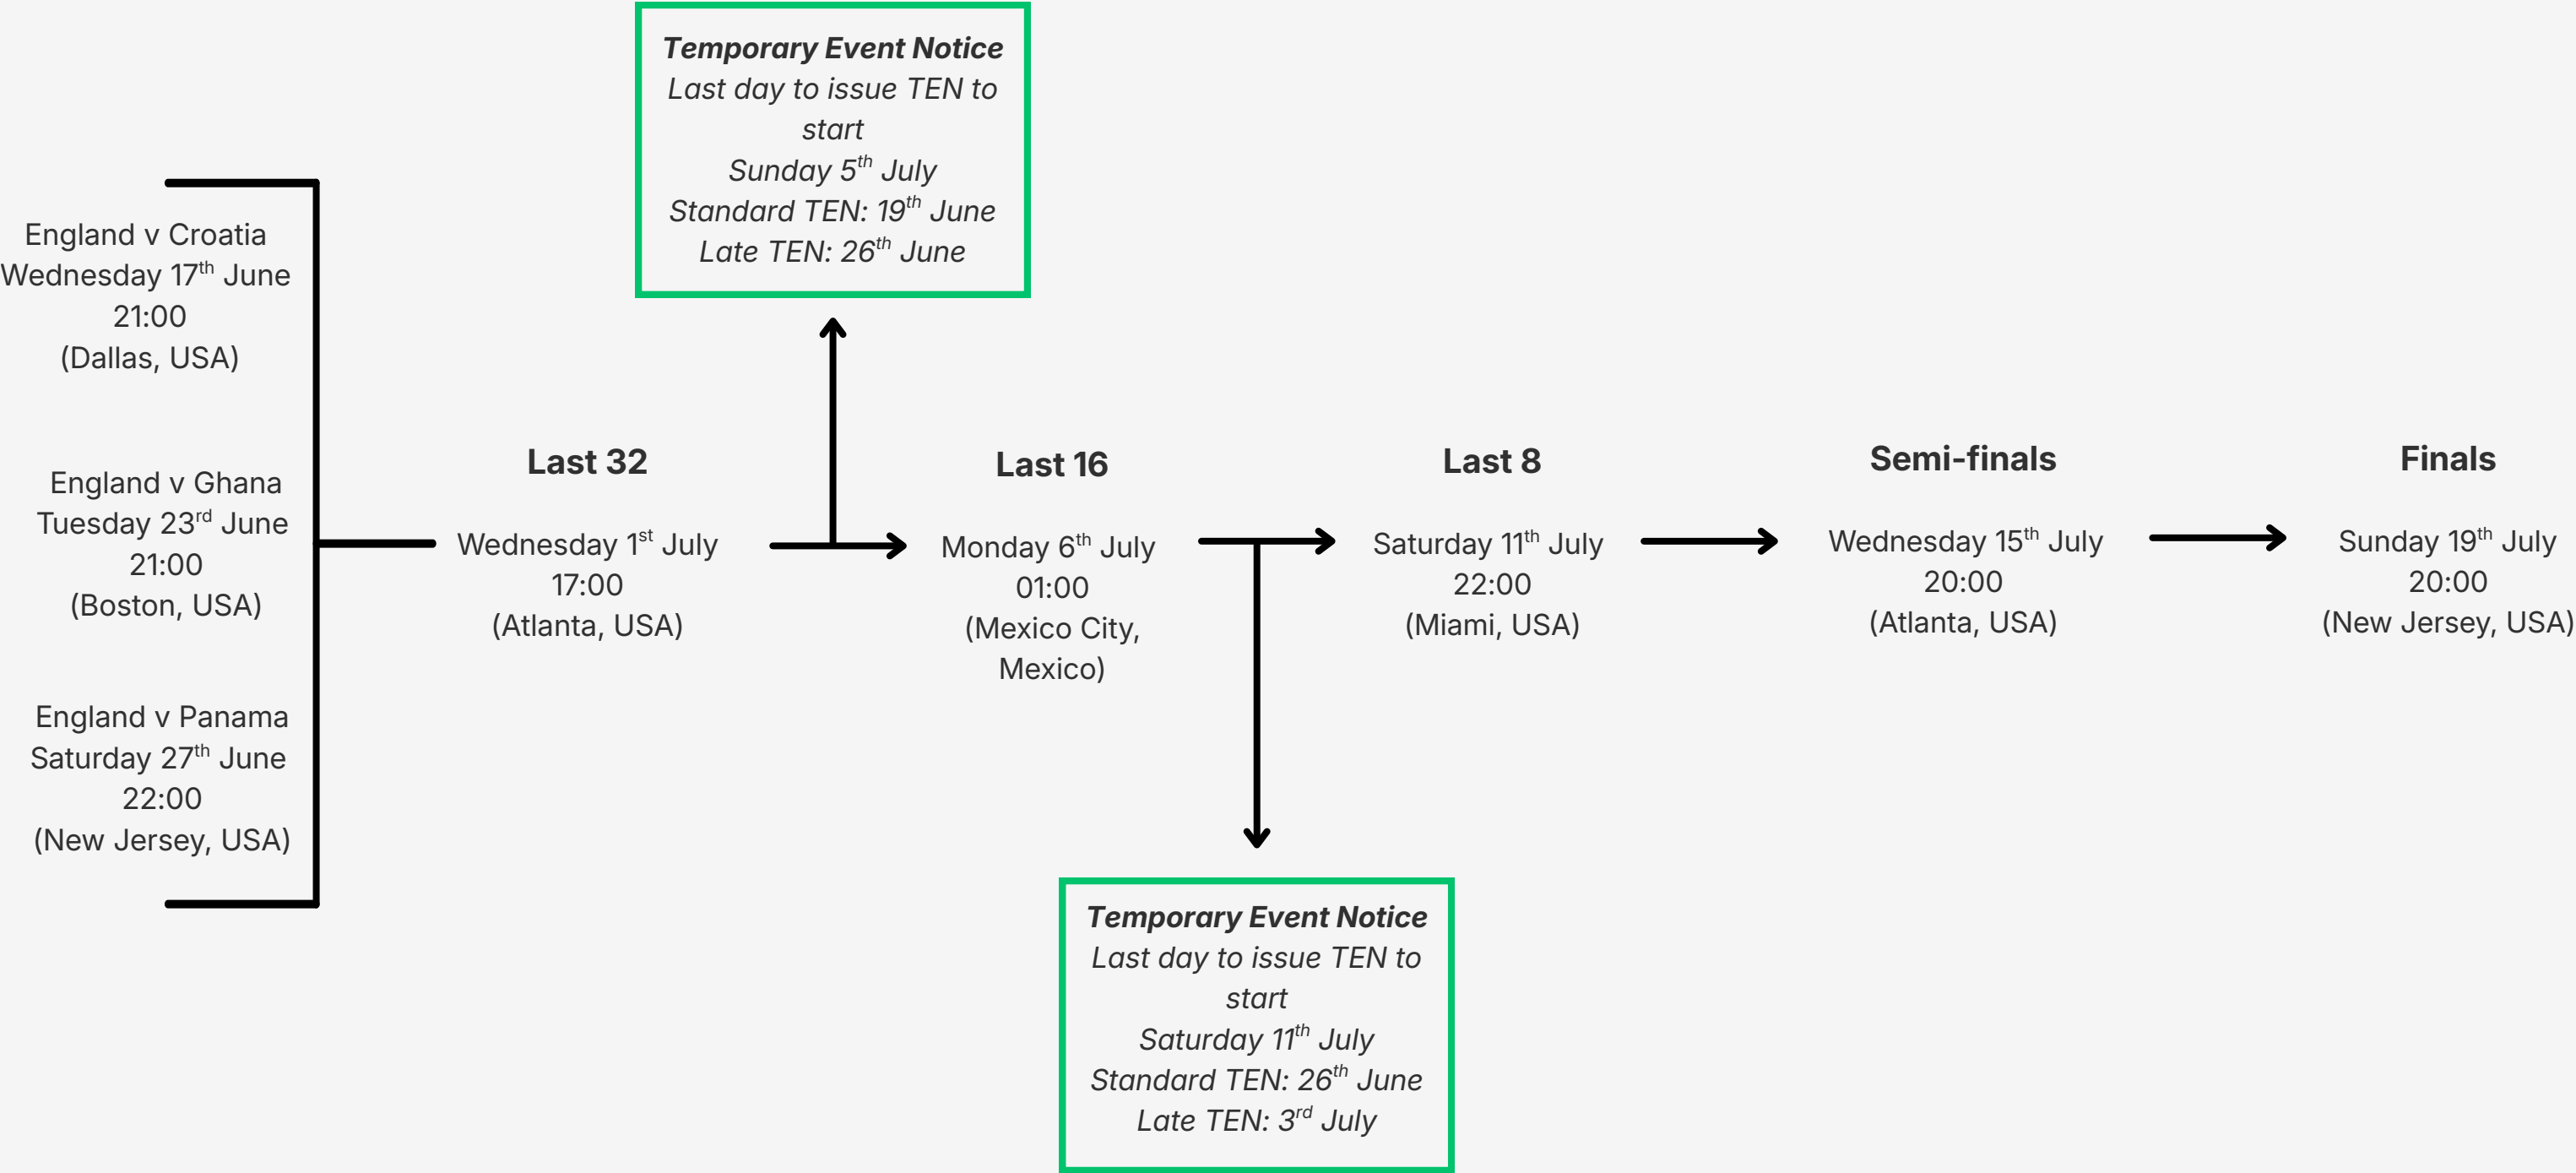 Temporary Event Notice
Last day to issue TEN to
start
Sunday 5th July
Standard TEN: 19th June
Late TEN: 26th June
England v Croatia
Wednesday 17th June
21:00
(Dallas, USA)
England v Ghana
Tuesday 23rd June
21:00
(Boston, USA)
England v Panama
Saturday 27th June
22:00
(New Jersey, USA)
Last 32
Wednesday 1st July
17:00
(Atlanta, USA)
Last 16
Monday 6th July
01:00
(Mexico City,
Mexico)
Last 8
Saturday 11th July
22:00
(Miami, USA)
Semi-finals
Wednesday 15th July
20:00
(Atlanta, USA)
Finals
Sunday 19th July
20:00
(New Jersey, USA)
Temporary Event Notice
Last day to issue TEN to
start
Saturday 11th July
Standard TEN: 26th June
Late TEN: 3rd July